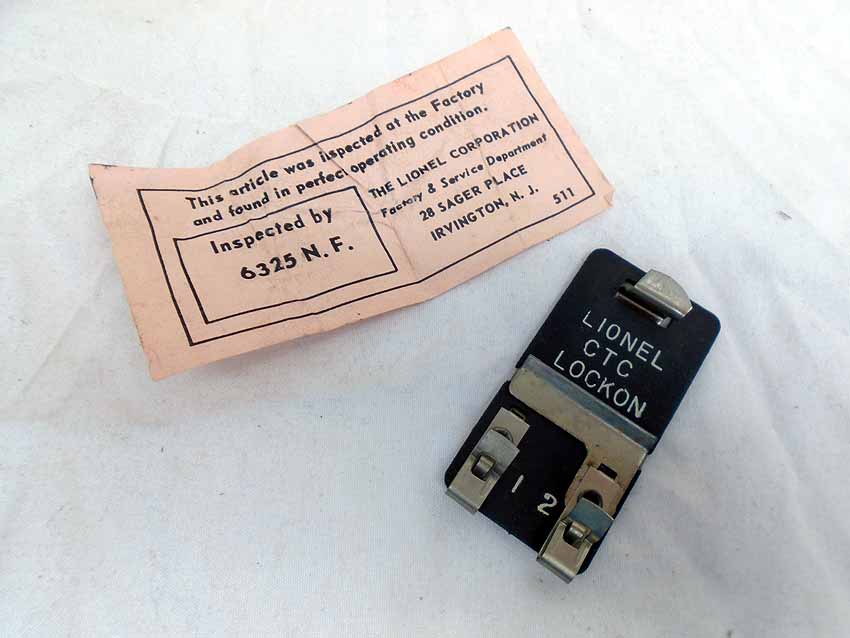 This article was inspected at the Factory
and found in perfect operating condition.
Inspected by
6325 N. F.
THE LIONEL CORPORATION
Factory & Service Department
28 SAGER PLACE
IRVINGTON, N. J.
511
LIONEL
CTC
LOCKON
1 2